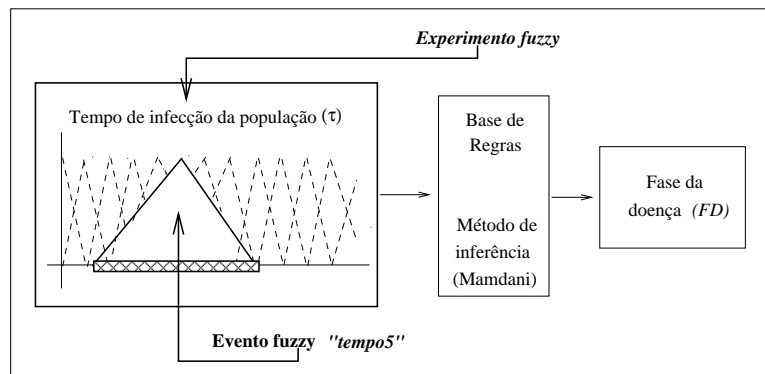 Experimento fuzzy
Tempo de infecção da população (τ)
Evento fuzzy "tempo5"
Base de
Regras
Método de
inferência
(Mamdani)
Fase da
doença (FD)